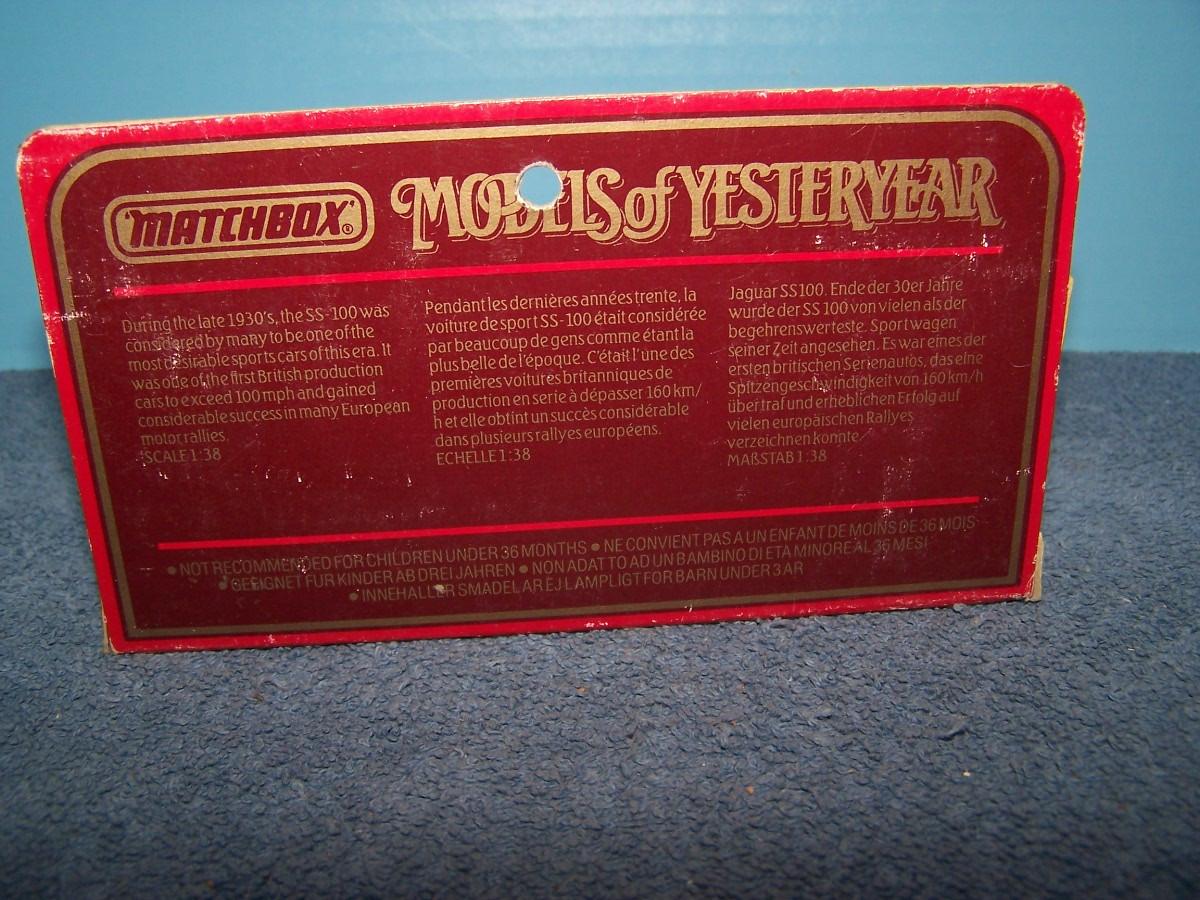 MATCHBOX®
MODELS of YESTERYEAR
During the late 1930's, the SS-100 was
considered by many to be one of the
most desirable sports cars of this era. It
was one of the first British production
cars to exceed 100 mph and gained
considerable success in many European
motor rallies.
SCALE 1:38
Pendant les dernières années trente, la
voiture de sport SS-100 était considérée
par beaucoup de gens comme étant la
plus belle de l'époque. C'était l'une des
premières voitures britanniques de
production en serie à dépasser 160 km/
h et elle obtint un succès considérable
dans plusieurs rallyes européens.
ECHELLE 1:38
Jaguar SS100. Ende der 30er Jahre
wurde der SS 100 von vielen als der
begehrenswerteste. Sportwagen
seiner Zeit angesehen. Es war eines der
ersten britischen Serienautos, das eine
Spitzengeschwindigkeit von 160 km/h
übertraf und erheblichen Erfolg auf
vielen europäischen Rallyes
verzeichnen konnte.
MAßSTAB 1:38
• NOT RECOMMENDED FOR CHILDREN UNDER 36 MONTHS • NE CONVIENT PAS A UN ENFANT DE MOINS DE 36 MOIS
• GEEIGNET FUR KINDER AB DREI JAHREN • NON ADATTO AD UN BAMBINO DI ETA MINORE AL 36 MESI
• INNEHALLER SMADELAR EJ LAMPLIGT FOR BARN UNDER 3 AR